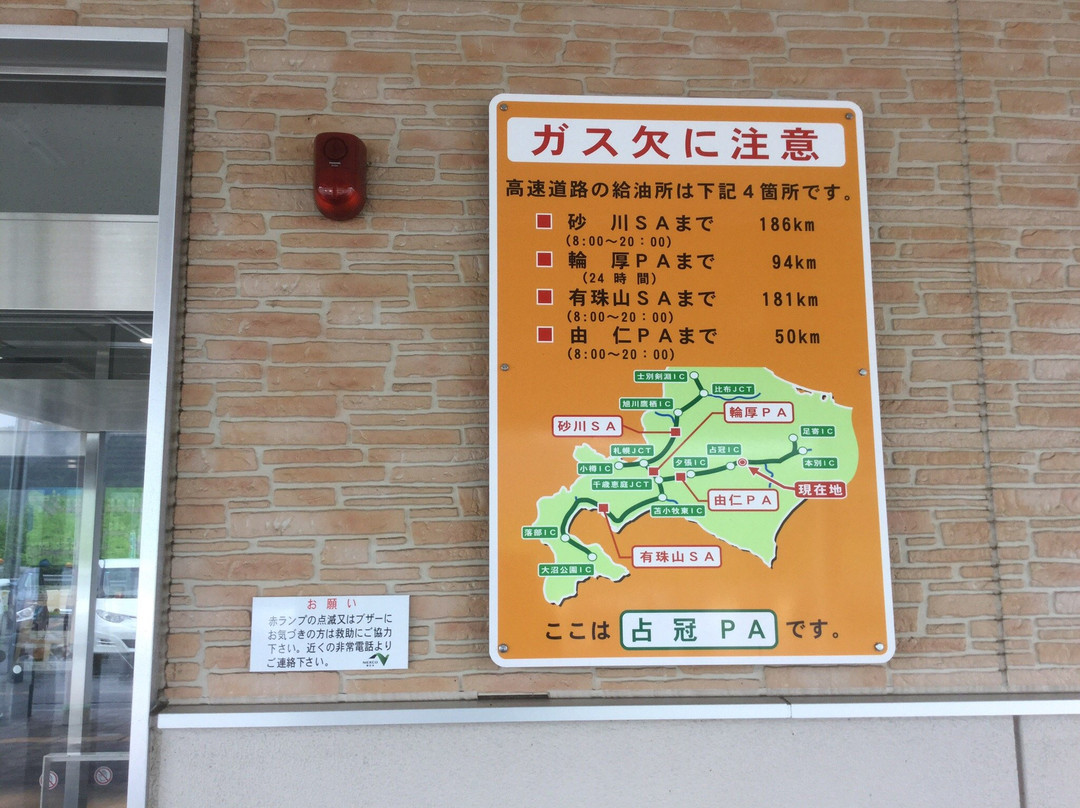 ガス欠に注意
高速道路の給油所は下記4箇所です。
砂川SAまで 186km
(8:00～20:00)
輪厚PAまで 94km
(24時間)
有珠山SAまで 181km
(8:00～20:00)
由仁PAまで 50km
(8:00～20:00)
士別剣淵IC
比布JCT
旭川鷹栖IC
輪厚PA
砂川SA
足寄IC
札幌JCT
占冠IC
小樽IC
夕張IC
本別IC
千歳恵庭JCT
現在地
由仁PA
苫小牧東IC
落部IC
有珠山SA
大沼公園IC
ここは 占冠PA です。
お願い
赤ランプの点滅又はブザーに
お気づきの方は救助にご協力
下さい。近くの非常電話より
ご連絡下さい。
NEXCO